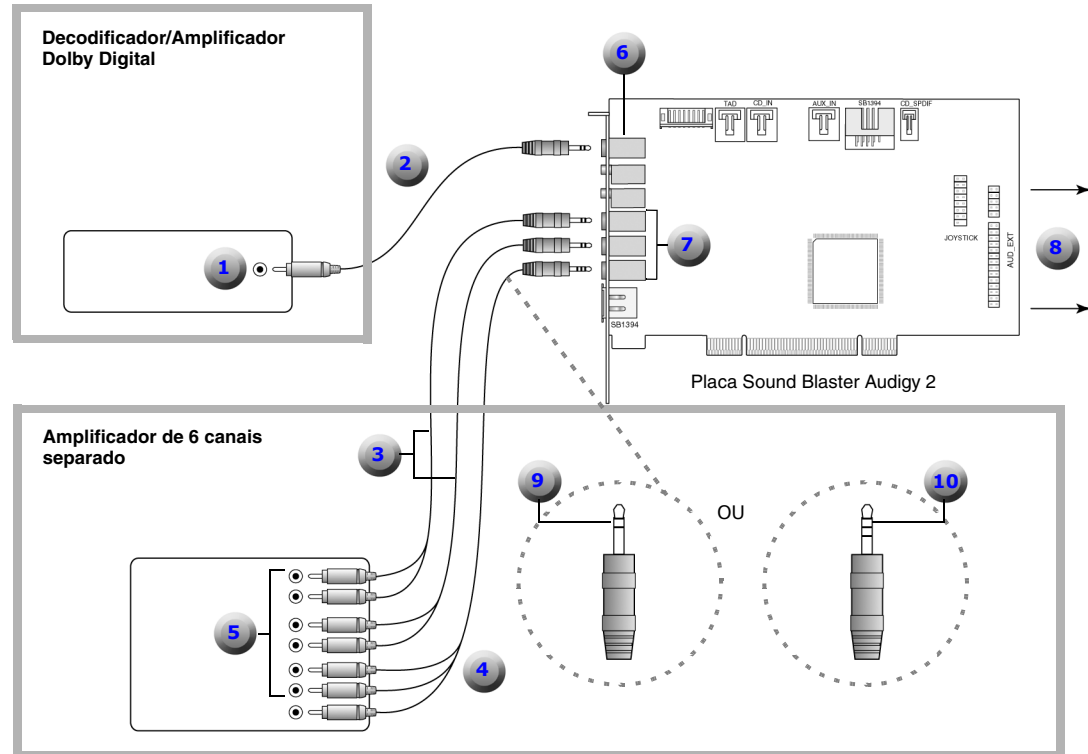 Decodificador/Amplificador
Dolby Digital
6
TAD
CD_IN
AUX_IN
SB1394
CD_SPDIF
2
1
7
JOYSTICK
AUD_EXT
8
SB1394
Placa Sound Blaster Audigy 2
Amplificador de 6 canais
separado
3
9
OU
10
5
4